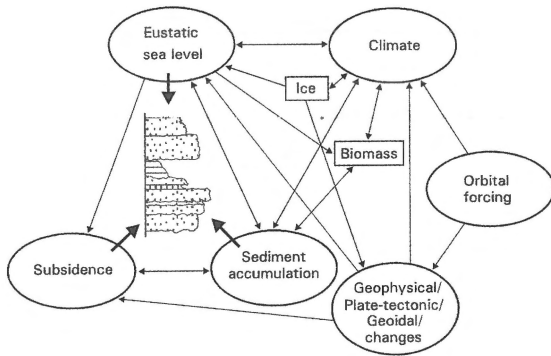 Eustatic
sea level
Climate
Ice
Biomass
Orbital
forcing
Subsidence
Sediment
accumulation
Geophysical/
Plate-tectonic/
Geoidal/
changes